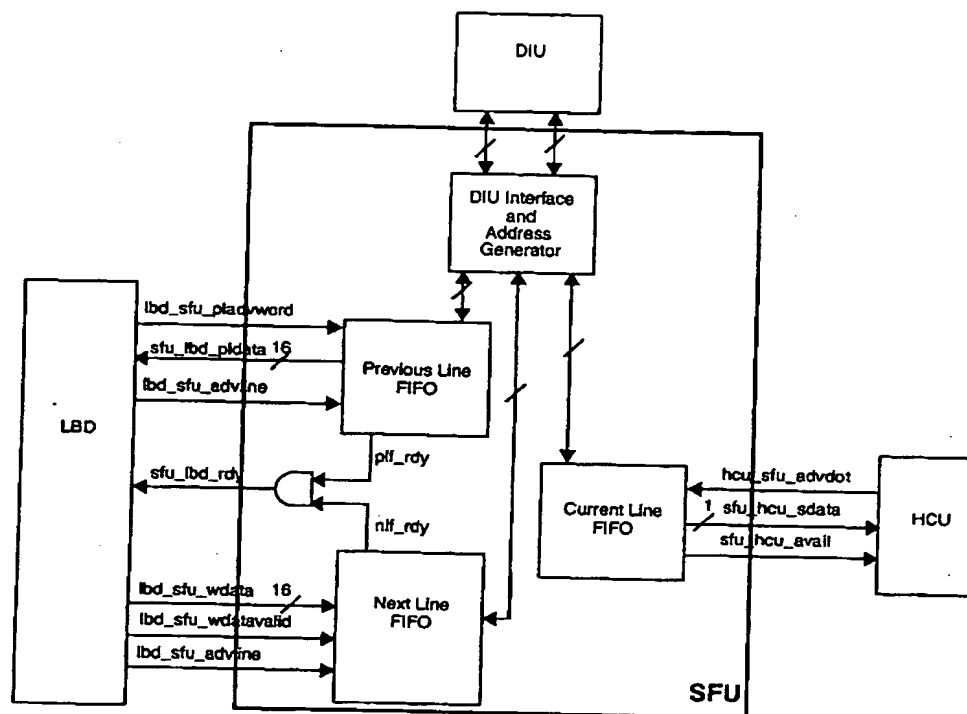 DIU
DIU Interface
and
Address
Generator
lbd_sfu_pladvword
sfu_lbd_pldata
16
lbd_sfu_advline
Previous Line
FIFO
LBD
plf_rdy
sfu_lbd_rdy
nlf_rdy
hcu_sfu_advdot
1
sfu_hcu_sdata
sfu_hcu_avail
Current Line
FIFO
HCU
lbd_sfu_wdata
16
lbd_sfu_wdatavalid
lbd_sfu_advline
Next Line
FIFO
SFU